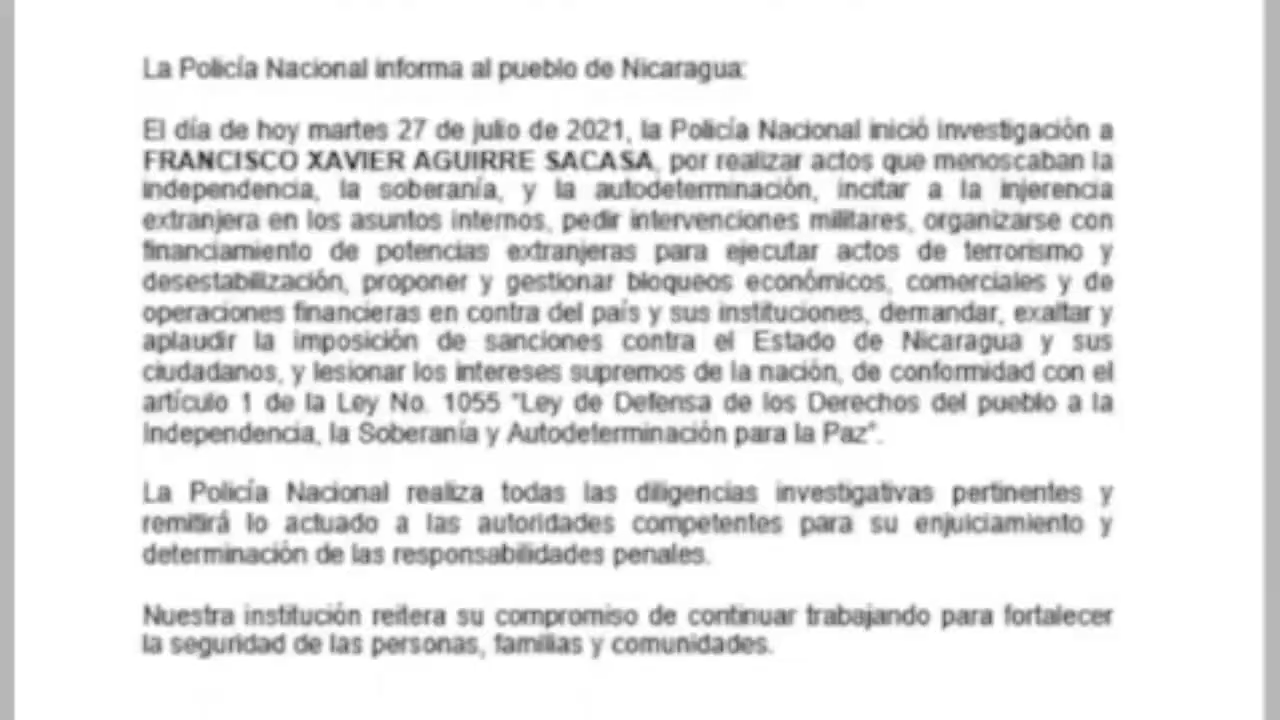 La Policía Nacional informa al pueblo de Nicaragua:
El día de hoy martes 27 de julio de 2021, la Policía Nacional inició investigación a
FRANCISCO XAVIER AGUIRRE SACASA, por realizar actos que menoscaban la
independencia, la soberanía, y la autodeterminación, incitar a la injerencia
extranjera en los asuntos internos, pedir intervenciones militares, organizarse con
financiamiento de potencias extranjeras para ejecutar actos de terrorismo y
desestabilización, proponer y gestionar bloqueos económicos, comerciales y de
operaciones financieras en contra del país y sus instituciones, demandar, exaltar y
aplaudir la imposición de sanciones contra el Estado de Nicaragua y sus
ciudadanos, y lesionar los intereses supremos de la nación, de conformidad con el
artículo 1 de la Ley No. 1055 "Ley de Defensa de los Derechos del pueblo a la
Independencia, la Soberanía y Autodeterminación para la Paz".
La Policía Nacional realiza todas las diligencias investigativas pertinentes y
remitirá lo actuado a las autoridades competentes para su enjuiciamiento y
determinación de las responsabilidades penales.
Nuestra institución reitera su compromiso de continuar trabajando para fortalecer
la seguridad de las personas, familias y comunidades.